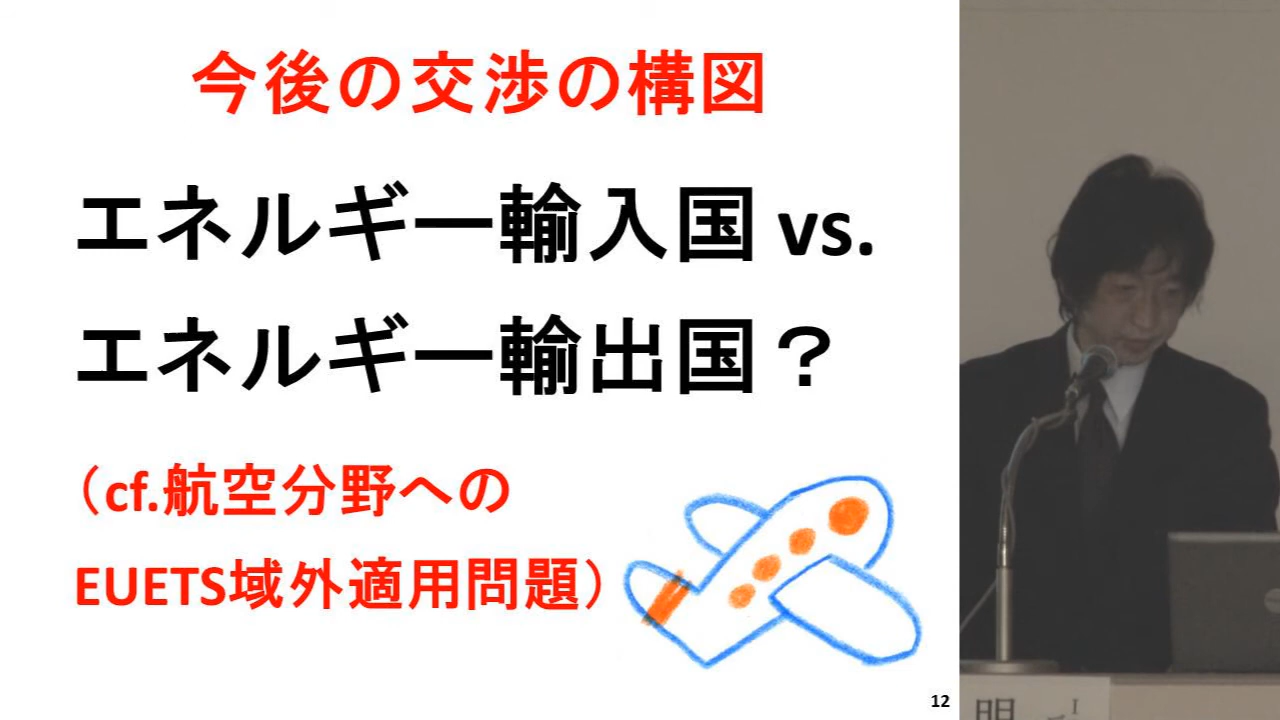 今後の交渉の構図
エネルギー輸入国 vs.
エネルギー輸出国？
（cf.航空分野への
EUETS域外適用問題）
12
明